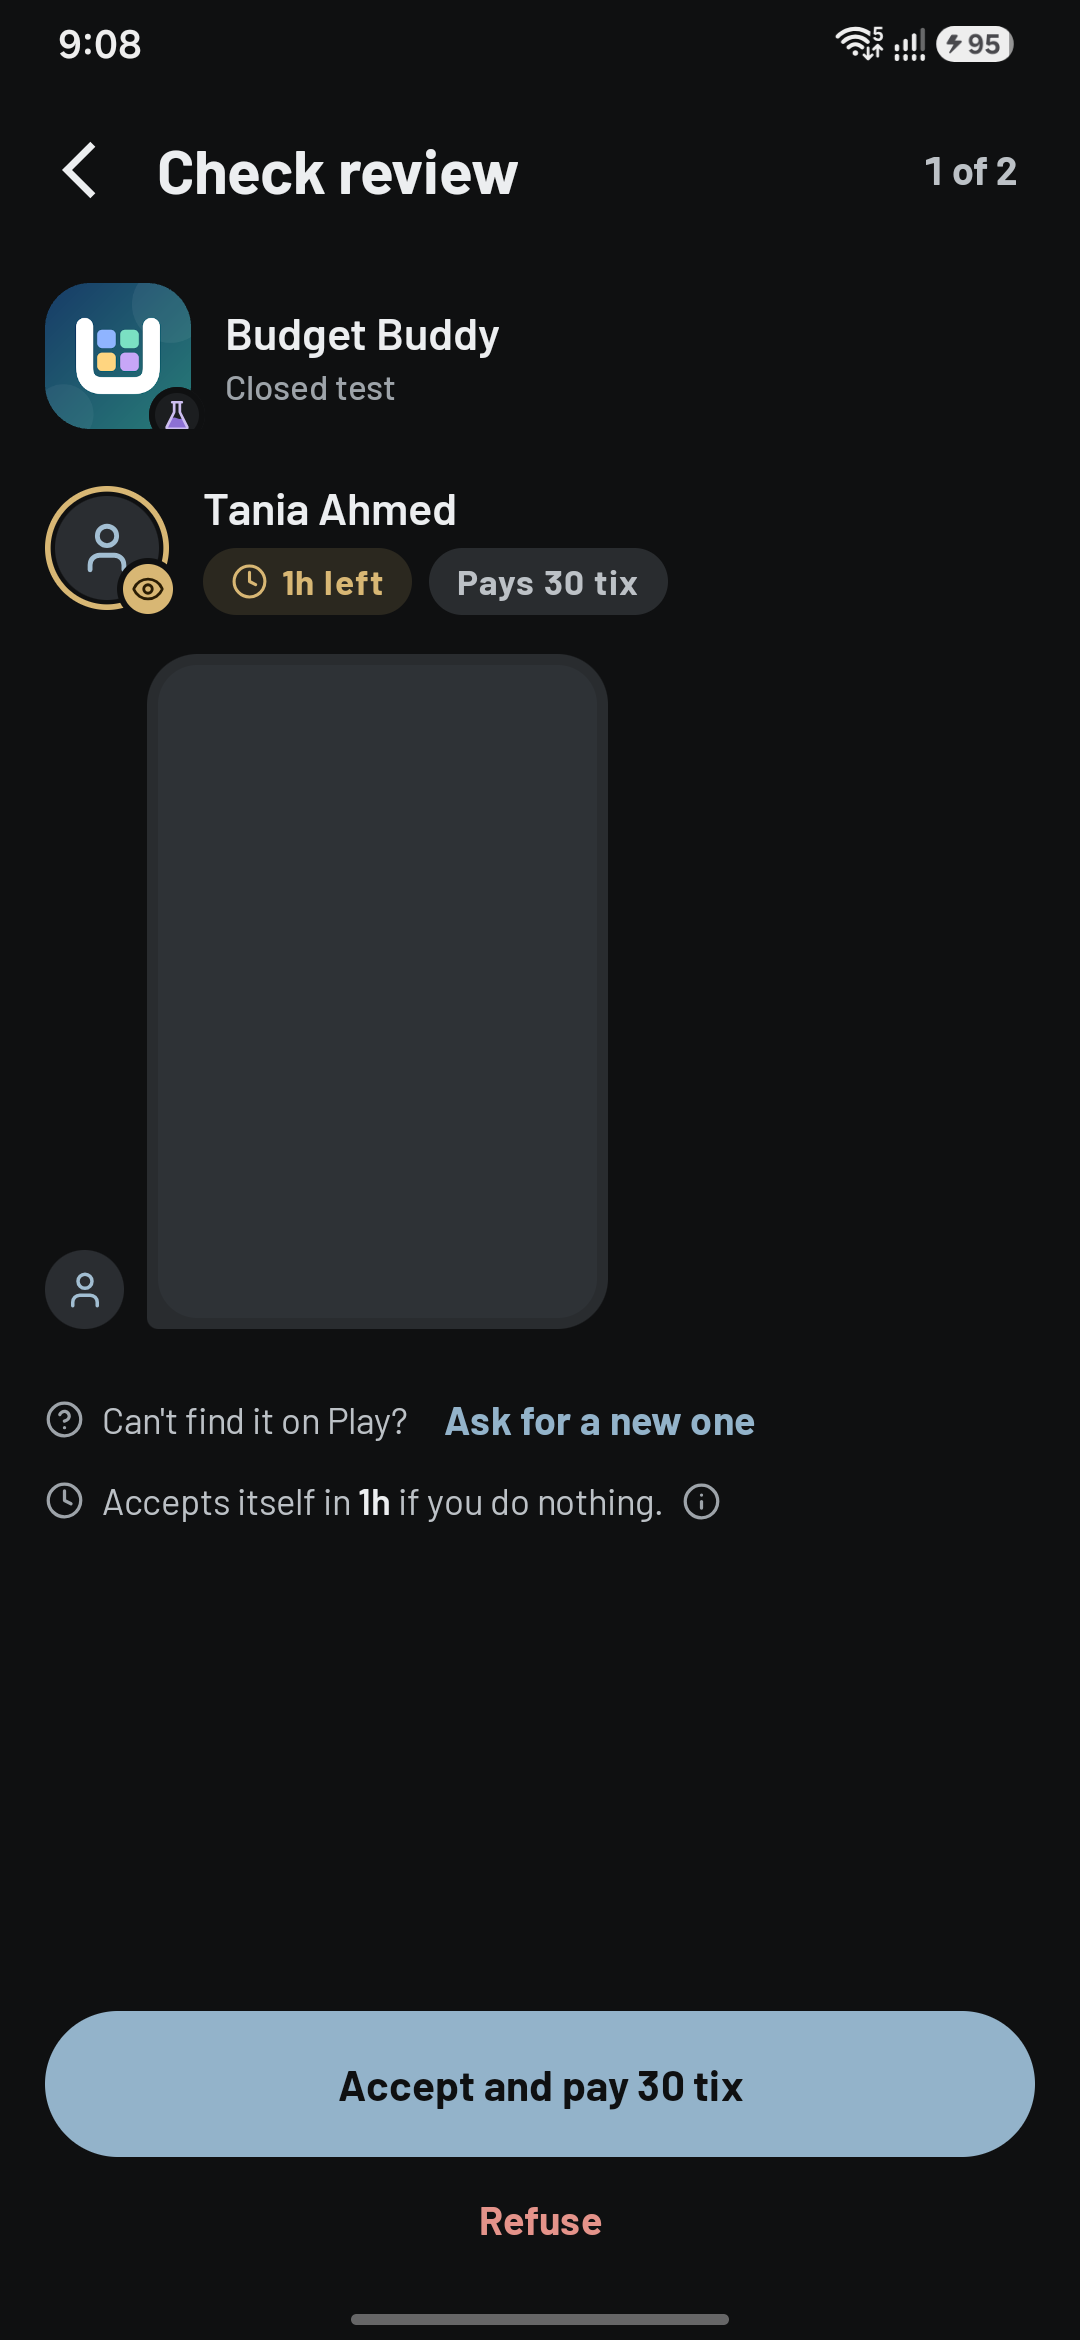 9:08
5
95
Check review
1 of 2
Budget Buddy
Closed test
Tania Ahmed
1h left
Pays 30 tix
Can't find it on Play? Ask for a new one
Accepts itself in 1h if you do nothing.
Accept and pay 30 tix
Refuse